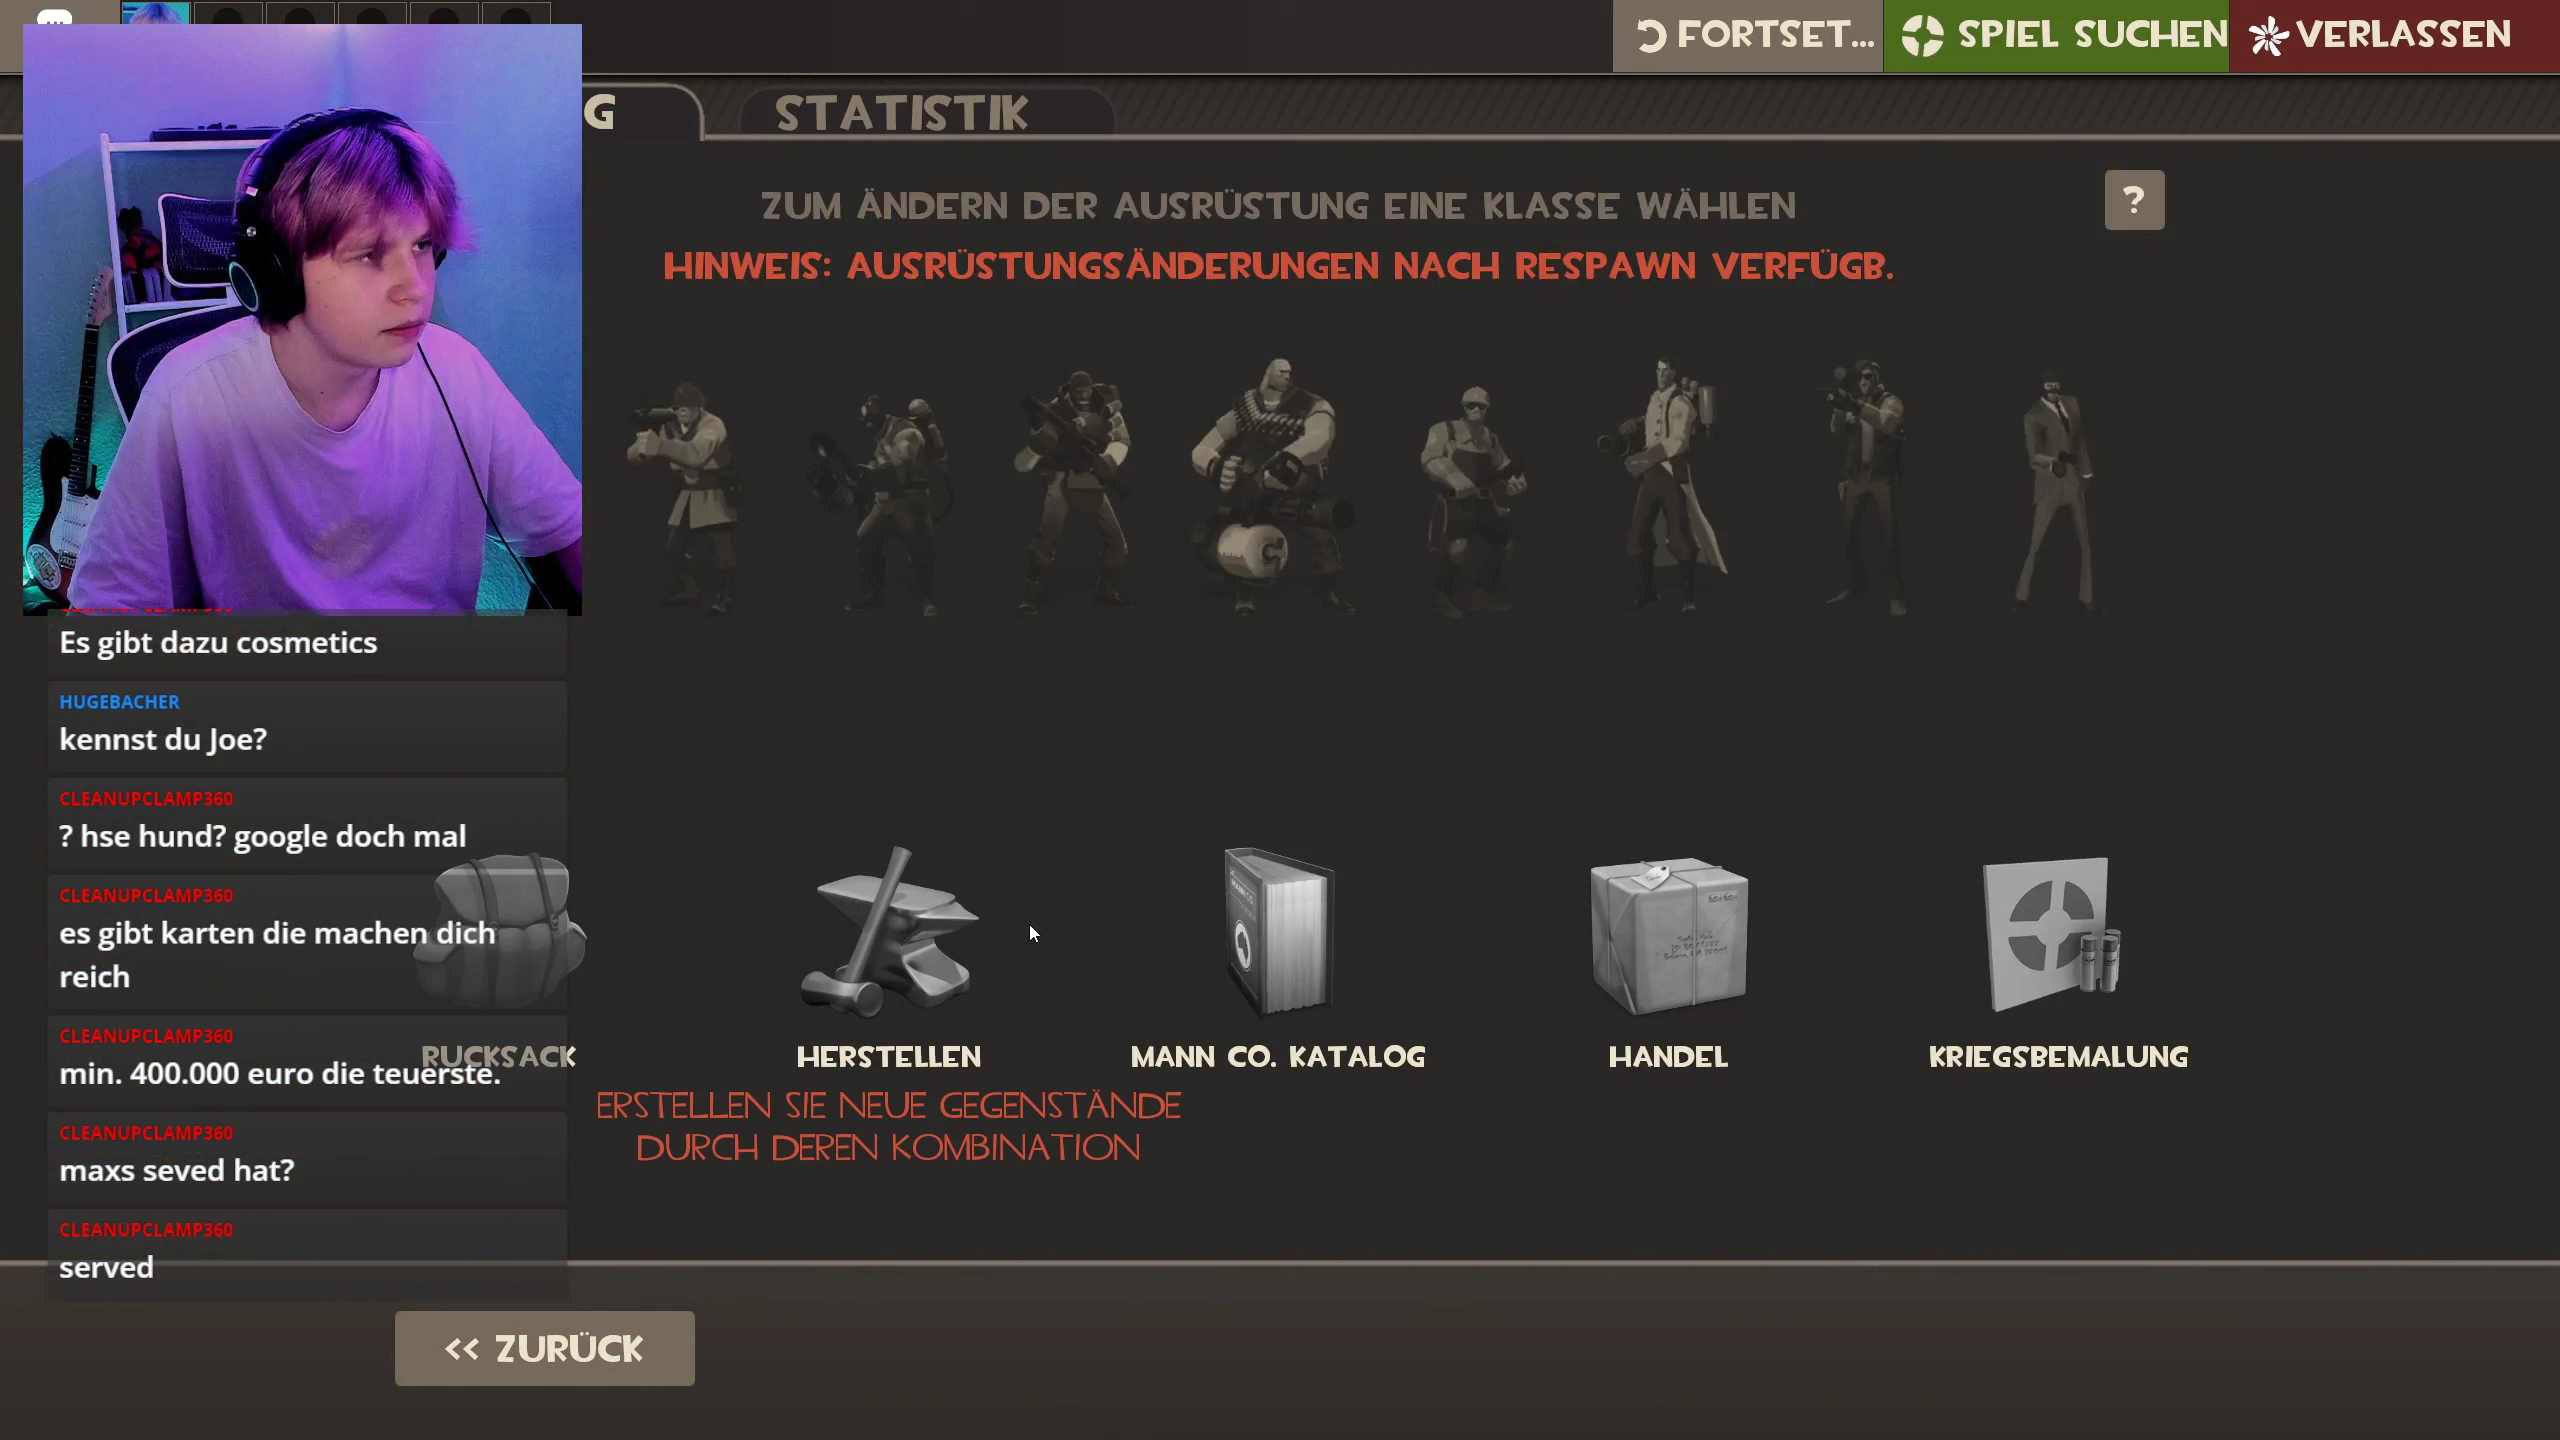 FORTSET...
SPIEL SUCHEN
VERLASSEN
G
STATISTIK
ZUM ÄNDERN DER AUSRÜSTUNG EINE KLASSE WÄHLEN
?
HINWEIS: AUSRÜSTUNGSÄNDERUNGEN NACH RESPAWN VERFÜGB.
Es gibt dazu cosmetics
HUGEBACHER
kennst du Joe?
CLEANUPCLAMP360
? hse hund? google doch mal
CLEANUPCLAMP360
es gibt karten die machen dich
reich
CLEANUPCLAMP360
min. 400.000 euro die teuerste.
CLEANUPCLAMP360
maxs seved hat?
CLEANUPCLAMP360
served
RUCKSACK
HERSTELLEN
MANN CO. KATALOG
HANDEL
KRIEGSBEMALUNG
ERSTELLEN SIE NEUE GEGENSTÄNDE
DURCH DEREN KOMBINATION
<< ZURÜCK